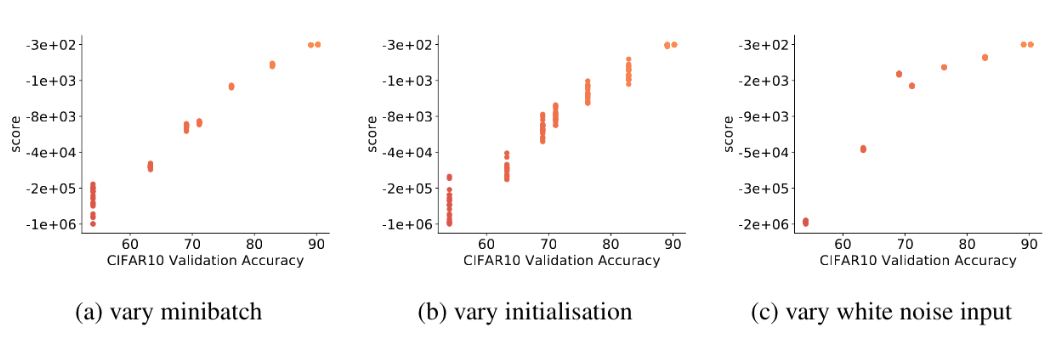 score
-3e+02
-1e+03
-8e+03
-4e+04
-2e+05
-1e+06
60 70 80 90
CIFAR10 Validation Accuracy
(a) vary minibatch
score
-3e+02
-1e+03
-8e+03
-4e+04
-2e+05
-1e+06
60 70 80 90
CIFAR10 Validation Accuracy
(b) vary initialisation
score
-3e+02
-2e+03
-9e+03
-5e+04
-3e+05
-2e+06
60 70 80 90
CIFAR10 Validation Accuracy
(c) vary white noise input